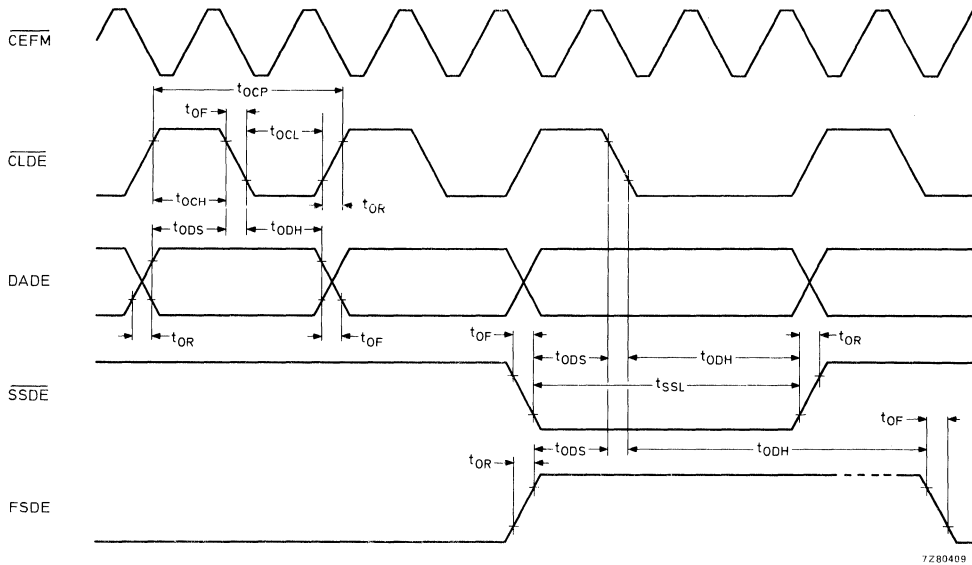 CEFM
tOCP
tOF
tOCL
CLDE
tOCH
tOR
tODS
tODH
DADE
tOR
tOF
tOF
tODS
tODH
tOR
SSDE
tSSL
tOF
tODS
tODH
tOR
FSDE
7Z80409